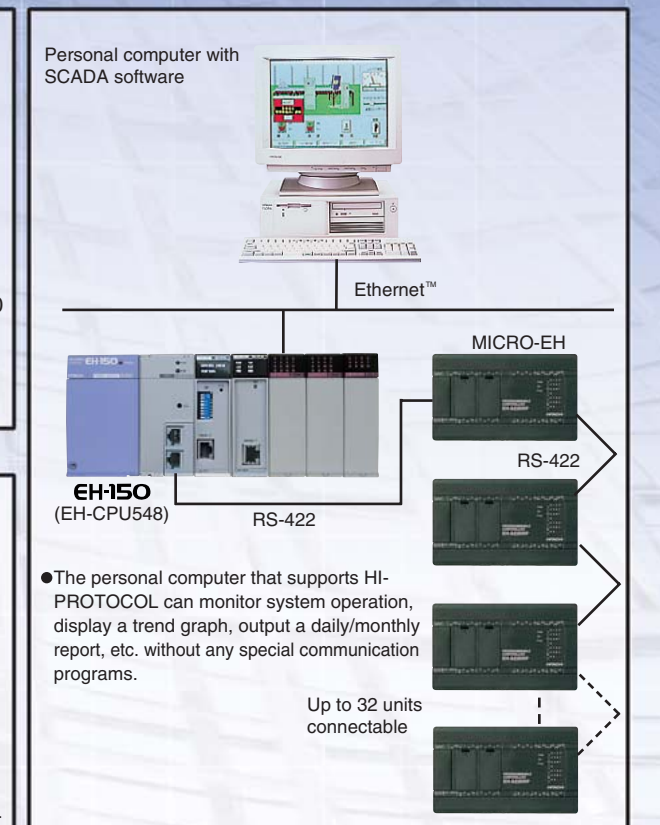 Personal computer with
SCADA software
Ethernet™
MICRO-EH
EH-150
RS-422
EH-150
(EH-CPU548)
RS-422
●The personal computer that supports HI-
PROTOCOL can monitor system operation,
display a trend graph, output a daily/monthly
report, etc. without any special communication
programs.
Up to 32 units
connectable